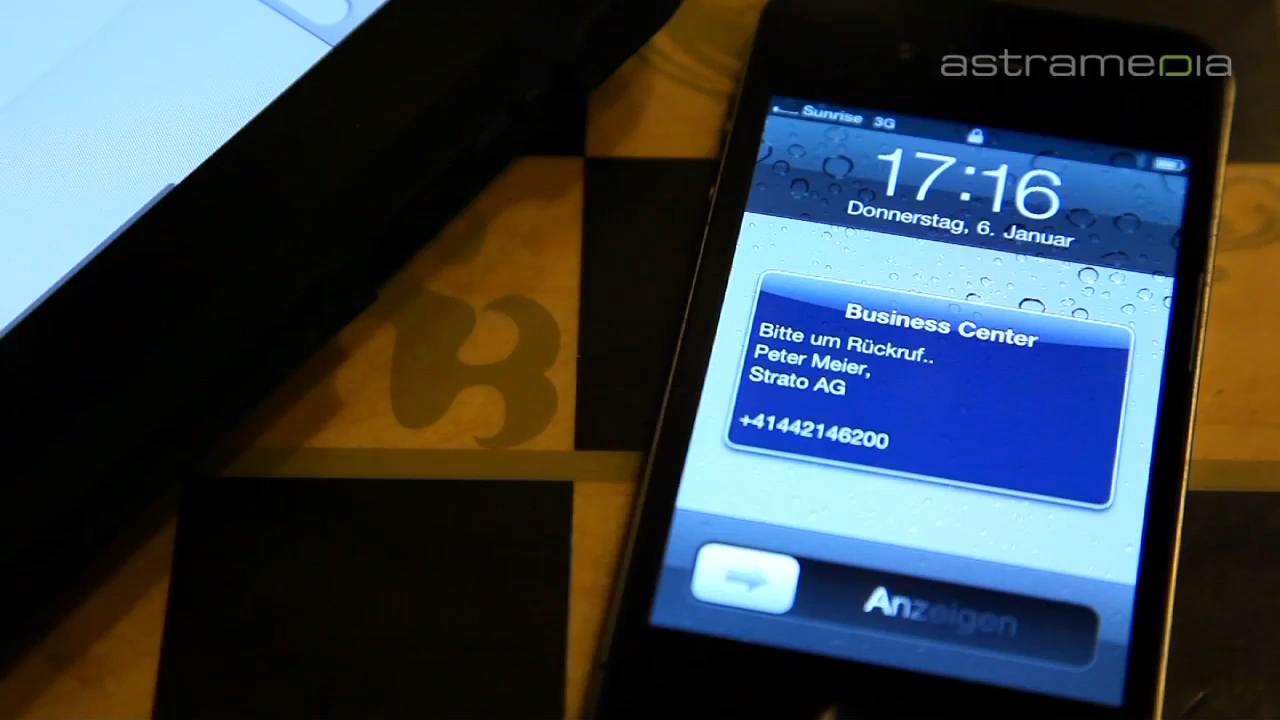 astramedia
Sunrise 3G
17:16
Donnerstag, 6. Januar
Business Center
Bitte um Rückruf..
Peter Meier,
Strato AG
+41442146200
Anzeigen